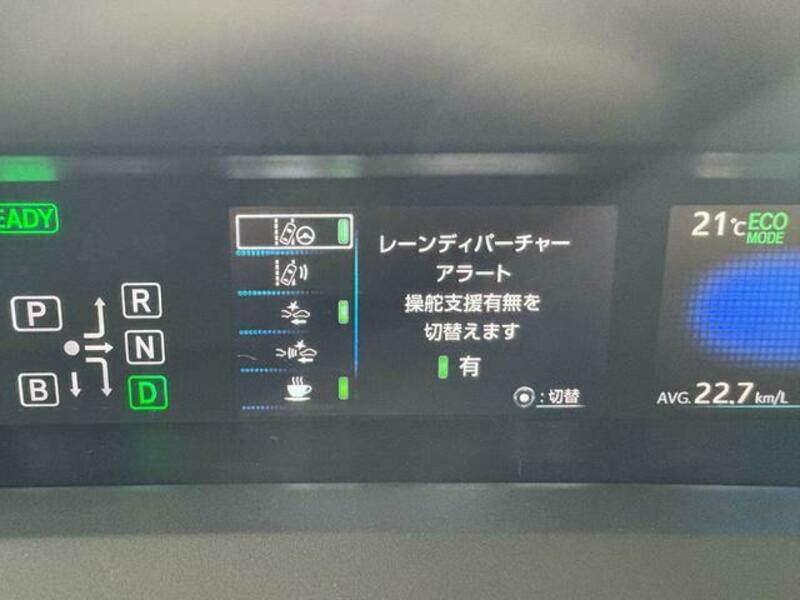 EADY
P
R
N
B
D
レーンディパーチャー
アラート
操舵支援有無を
切替えます
有
:切替
21℃
ECO
MODE
AVG. 22.7 km/L